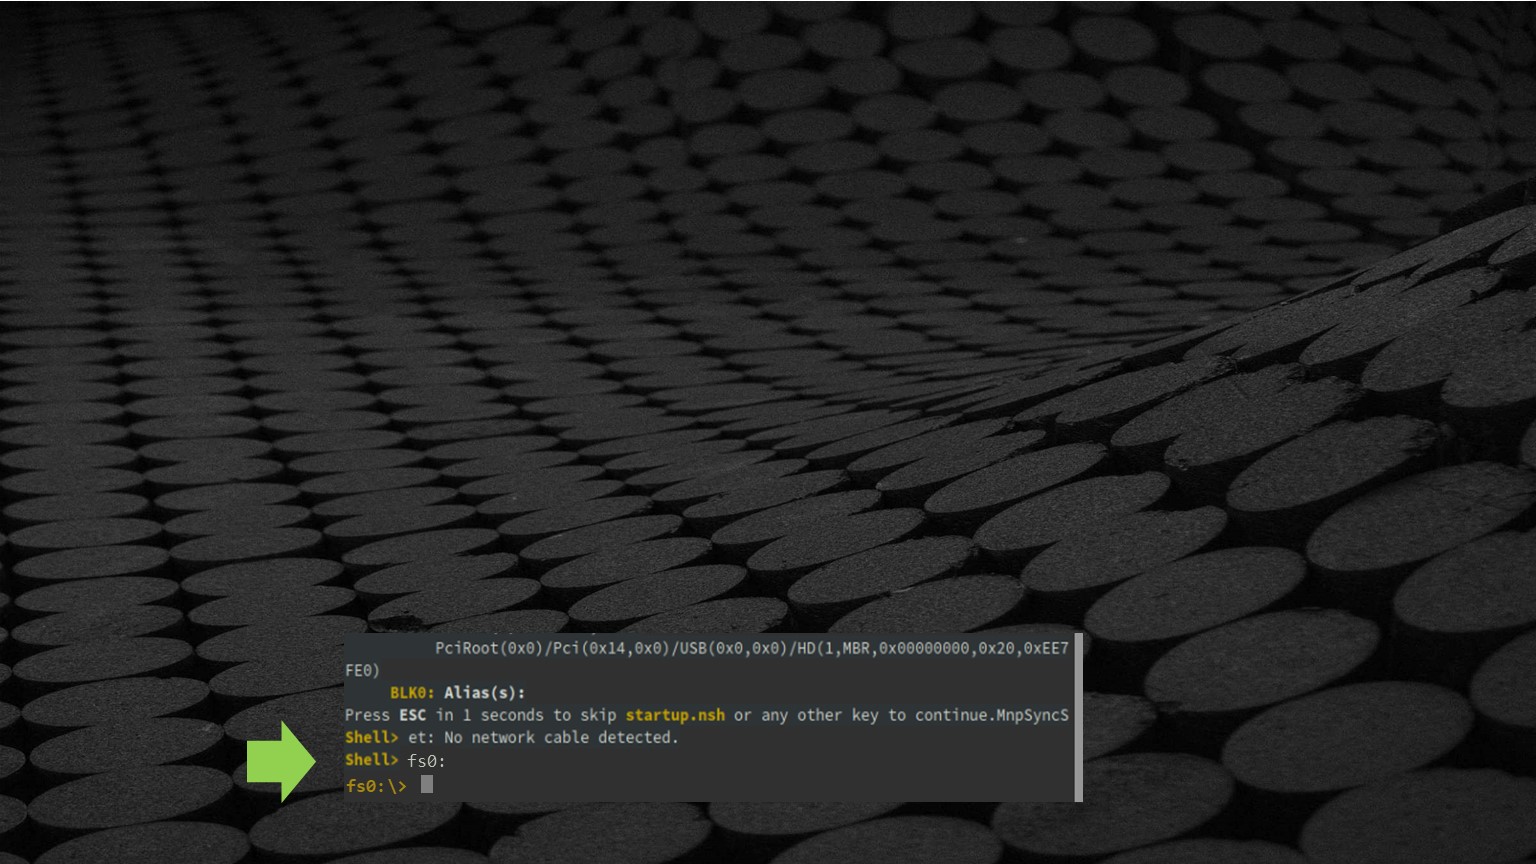 PciRoot(0x0)/Pci(0x14,0x0)/USB(0x0,0x0)/HD(1,MBR,0x00000000,0x20,0xEE7
FE0)
BLK0: Alias(s):
Press ESC in 1 seconds to skip startup.nsh or any other key to continue.MnpSyncS
Shell> et: No network cable detected.
Shell> fs0:
fs0:\>